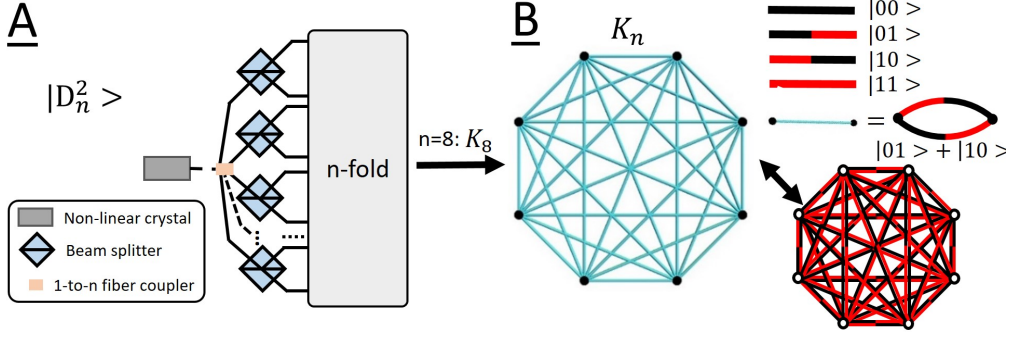 A
|D²ₙ >
n-fold
Non-linear crystal
Beam splitter
1-to-n fiber coupler
n=8: K₈
B
Kₙ
|00 >
|01 >
|10 >
|11 >
=
|01 > + |10 >